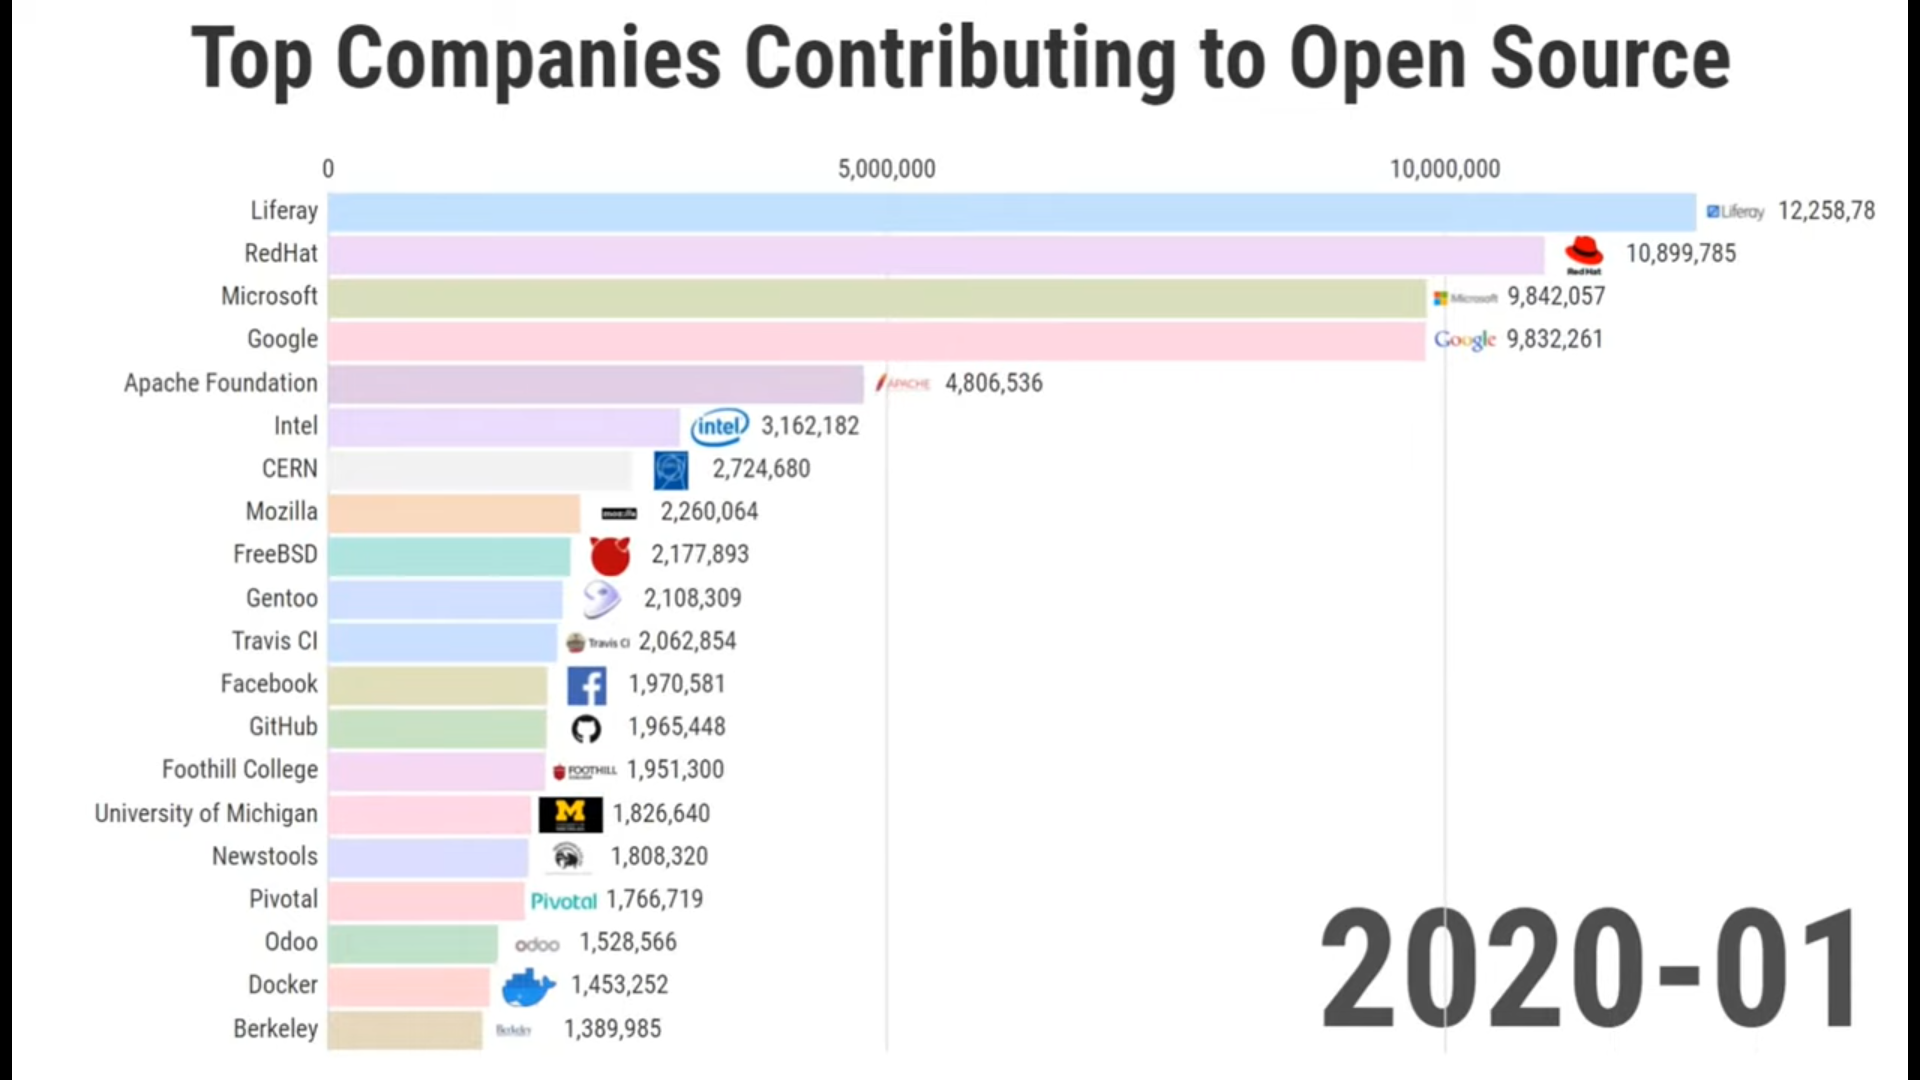 Top Companies Contributing to Open Source
0 5,000,000 10,000,000
Liferay Liferay 12,258,78
RedHat RedHat 10,899,785
Microsoft Microsoft 9,842,057
Google Google 9,832,261
Apache Foundation APACHE 4,806,536
Intel intel 3,162,182
CERN 2,724,680
Mozilla mozilla 2,260,064
FreeBSD 2,177,893
Gentoo 2,108,309
Travis CI Travis CI 2,062,854
Facebook f 1,970,581
GitHub 1,965,448
Foothill College FOOTHILL 1,951,300
University of Michigan M 1,826,640
Newstools 1,808,320
Pivotal Pivotal 1,766,719
Odoo odoo 1,528,566
Docker 1,453,252
Berkeley Berkeley 1,389,985
2020-01